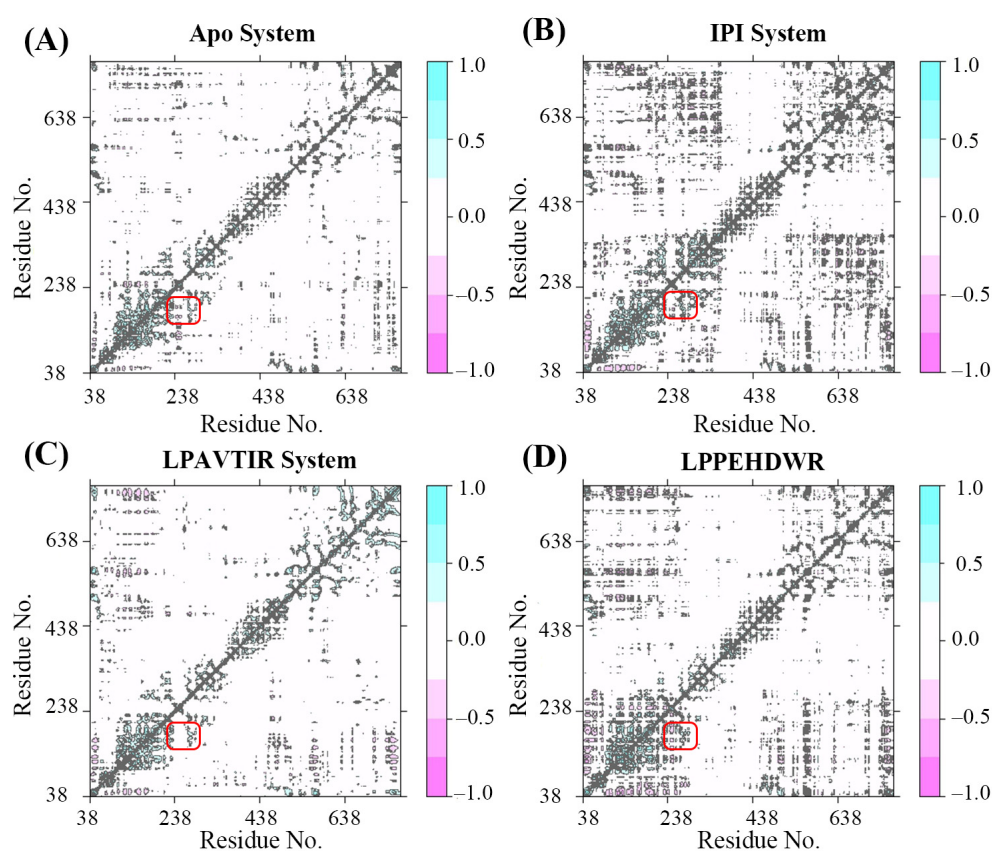 (A)
Apo System
1.0
0.5
0.0
−0.5
−1.0
Residue No.
638
438
238
38
38 238 438 638
Residue No.
(B)
IPI System
1.0
0.5
0.0
−0.5
−1.0
Residue No.
638
438
238
38
38 238 438 638
Residue No.
(C)
LPAVTIR System
1.0
0.5
0.0
−0.5
−1.0
Residue No.
638
438
238
38
38 238 438 638
Residue No.
(D)
LPPEHDWR
1.0
0.5
0.0
−0.5
−1.0
Residue No.
638
438
238
38
38 238 438 638
Residue No.